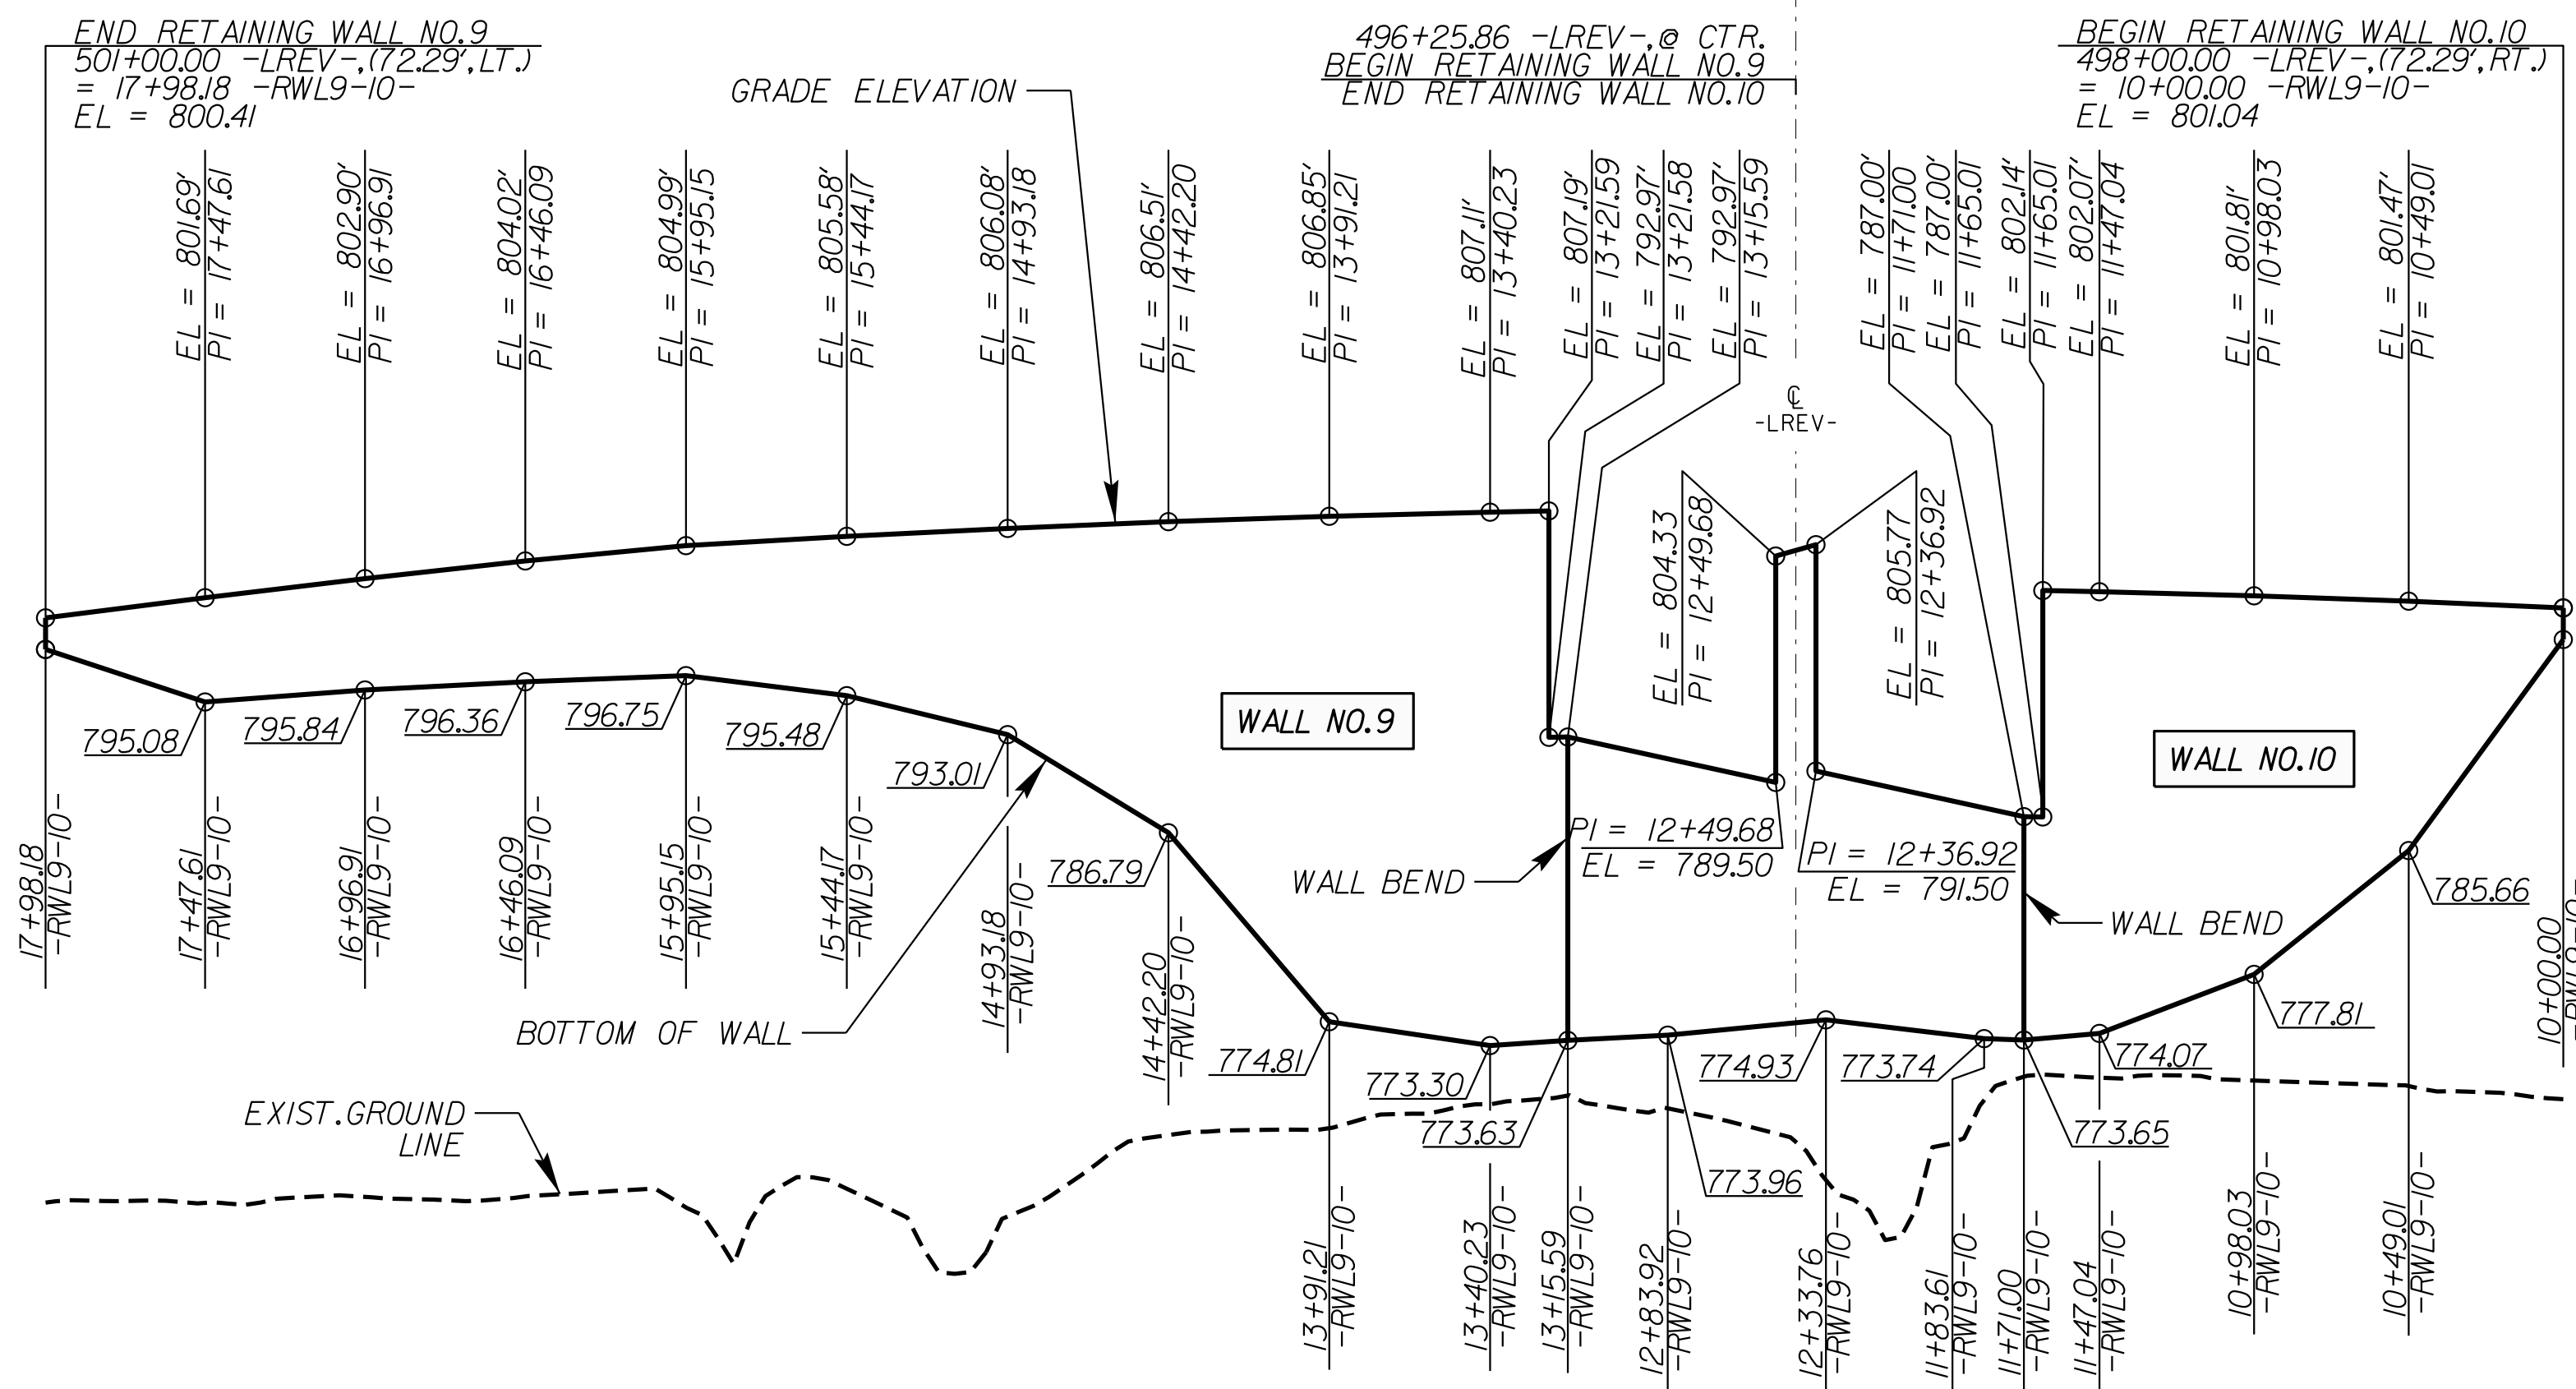 END RETAINING WALL NO.9
501+00.00 -LREV-,(72.29',LT.)
= 17+98.18 -RWL9-10-
EL = 800.41
GRADE ELEVATION
496+25.86 -LREV-,@ CTR.
BEGIN RETAINING WALL NO.9
END RETAINING WALL NO.10
BEGIN RETAINING WALL NO.10
498+00.00 -LREV-,(72.29',RT.)
= 10+00.00 -RWL9-10-
EL = 801.04
EL = 801.69'
PI = 17+47.61
EL = 802.90'
PI = 16+96.91
EL = 804.02'
PI = 16+46.09
EL = 804.99'
PI = 15+95.15
EL = 805.58'
PI = 15+44.17
EL = 806.08'
PI = 14+93.18
EL = 806.51'
PI = 14+42.20
EL = 806.85'
PI = 13+91.21
EL = 807.11'
PI = 13+40.23
EL = 807.19'
PI = 13+21.59
EL = 792.97'
PI = 13+21.58
EL = 792.97'
PI = 13+15.59
EL = 787.00'
PI = 11+71.00
EL = 787.00'
PI = 11+65.01
EL = 802.14'
PI = 11+65.01
EL = 802.07'
PI = 11+47.04
EL = 801.81'
PI = 10+98.03
EL = 801.47'
PI = 10+49.01
℄
-LREV-
EL = 804.33
PI = 12+49.68
EL = 805.77
PI = 12+36.92
WALL NO.9
WALL NO.10
795.08
795.84
796.36
796.75
795.48
793.01
786.79
774.81
773.30
773.63
773.96
774.93
773.74
773.65
774.07
777.81
785.66
PI = 12+49.68
EL = 789.50
PI = 12+36.92
EL = 791.50
WALL BEND
WALL BEND
BOTTOM OF WALL
EXIST.GROUND
LINE
17+98.18
-RWL9-10-
17+47.61
-RWL9-10-
16+96.91
-RWL9-10-
16+46.09
-RWL9-10-
15+95.15
-RWL9-10-
15+44.17
-RWL9-10-
14+93.18
-RWL9-10-
14+42.20
-RWL9-10-
13+91.21
-RWL9-10-
13+40.23
-RWL9-10-
13+15.59
-RWL9-10-
12+83.92
-RWL9-10-
12+33.76
-RWL9-10-
11+83.61
-RWL9-10-
11+71.00
-RWL9-10-
11+47.04
-RWL9-10-
10+98.03
-RWL9-10-
10+49.01
-RWL9-10-
10+00.00
-RWL9-10-